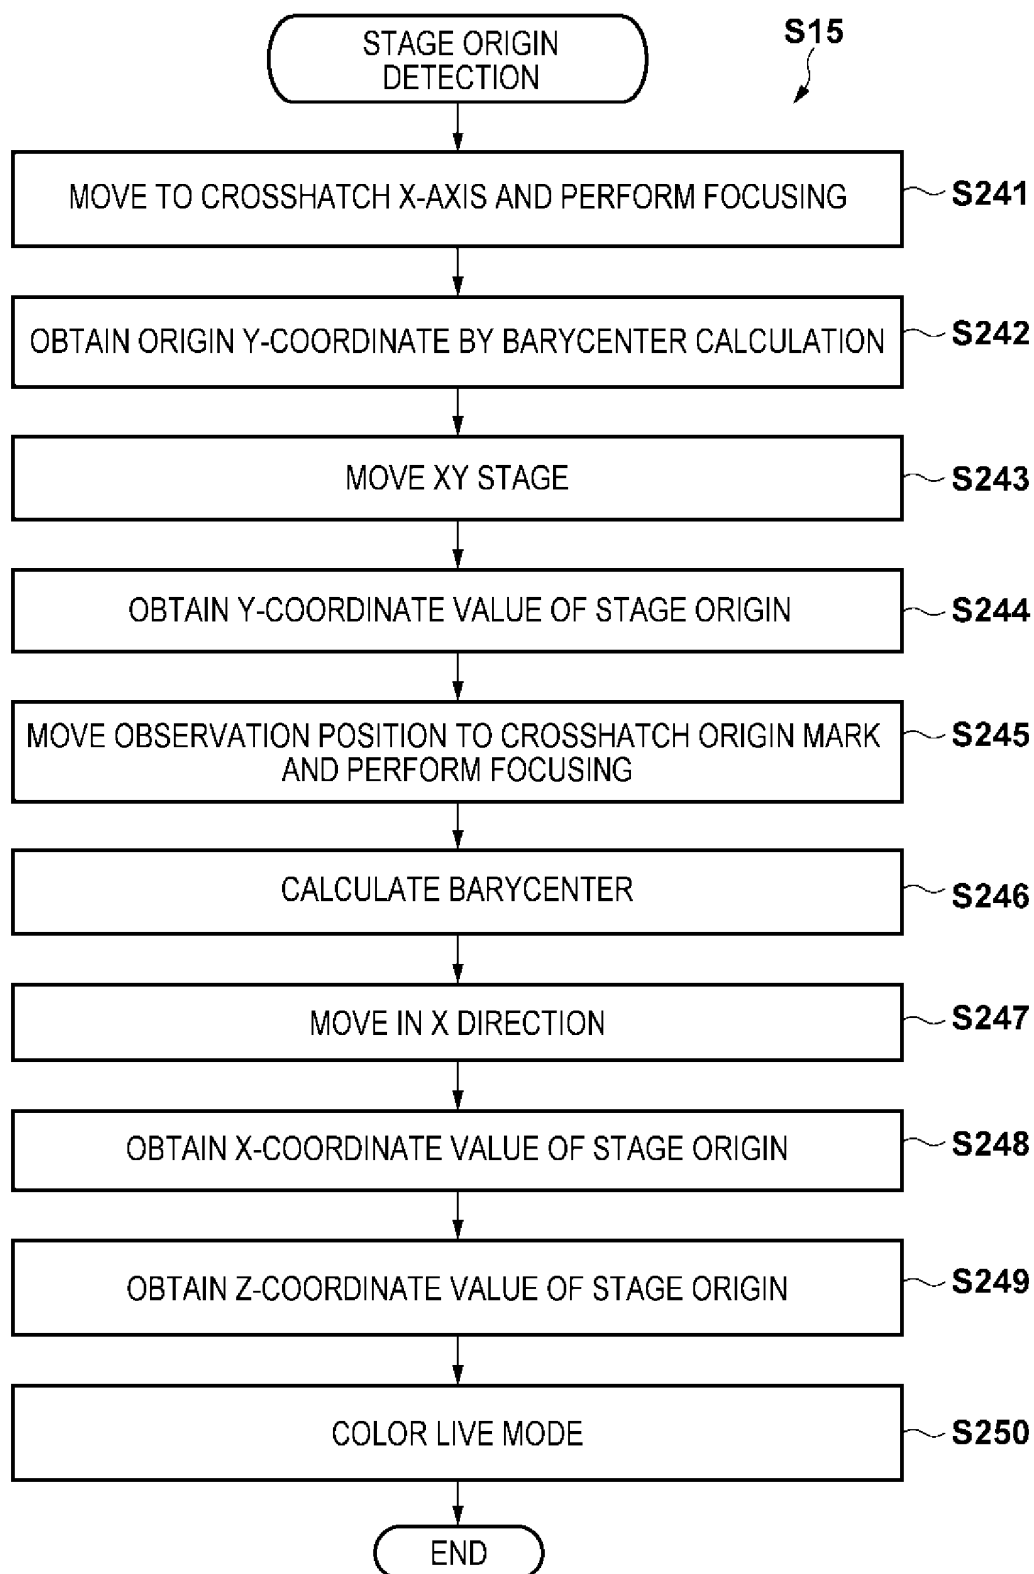 STAGE ORIGIN
DETECTION
S15
MOVE TO CROSSHATCH X-AXIS AND PERFORM FOCUSING
S241
OBTAIN ORIGIN Y-COORDINATE BY BARYCENTER CALCULATION
S242
MOVE XY STAGE
S243
OBTAIN Y-COORDINATE VALUE OF STAGE ORIGIN
S244
MOVE OBSERVATION POSITION TO CROSSHATCH ORIGIN MARK
AND PERFORM FOCUSING
S245
CALCULATE BARYCENTER
S246
MOVE IN X DIRECTION
S247
OBTAIN X-COORDINATE VALUE OF STAGE ORIGIN
S248
OBTAIN Z-COORDINATE VALUE OF STAGE ORIGIN
S249
COLOR LIVE MODE
S250
END